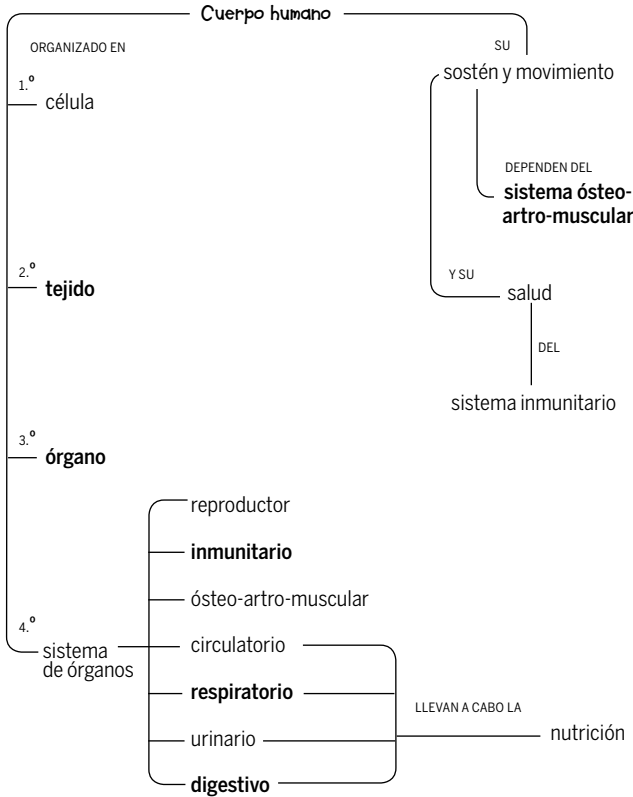 Cuerpo humano
ORGANIZADO EN
1.º
célula
2.º
tejido
3.º
órgano
4.º
sistema
de órganos
reproductor
inmunitario
ósteo-artro-muscular
circulatorio
respiratorio
urinario
digestivo
LLEVAN A CABO LA
nutrición
SU
sostén y movimiento
DEPENDEN DEL
sistema ósteo-
artro-muscular
Y SU
salud
DEL
sistema inmunitario